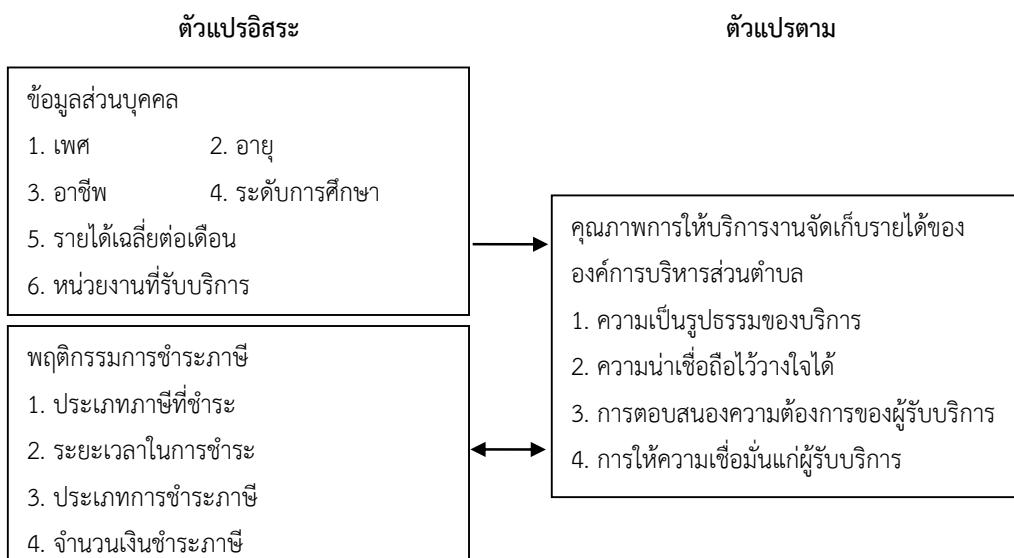 ตัวแปรอิสระ
ตัวแปรตาม
ข้อมูลส่วนบุคคล
1. เพศ 2. อายุ
3. อาชีพ 4. ระดับการศึกษา
5. รายได้เฉลี่ยต่อเดือน
6. หน่วยงานที่รับบริการ
พฤติกรรมการชำระภาษี
1. ประเภทภาษีที่ชำระ
2. ระยะเวลาในการชำระ
3. ประเภทการชำระภาษี
4. จำนวนเงินชำระภาษี
คุณภาพการให้บริการงานจัดเก็บรายได้ของ
องค์การบริหารส่วนตำบล
1. ความเป็นรูปธรรมของบริการ
2. ความน่าเชื่อถือไว้วางใจได้
3. การตอบสนองความต้องการของผู้รับบริการ
4. การให้ความเชื่อมั่นแก่ผู้รับบริการ